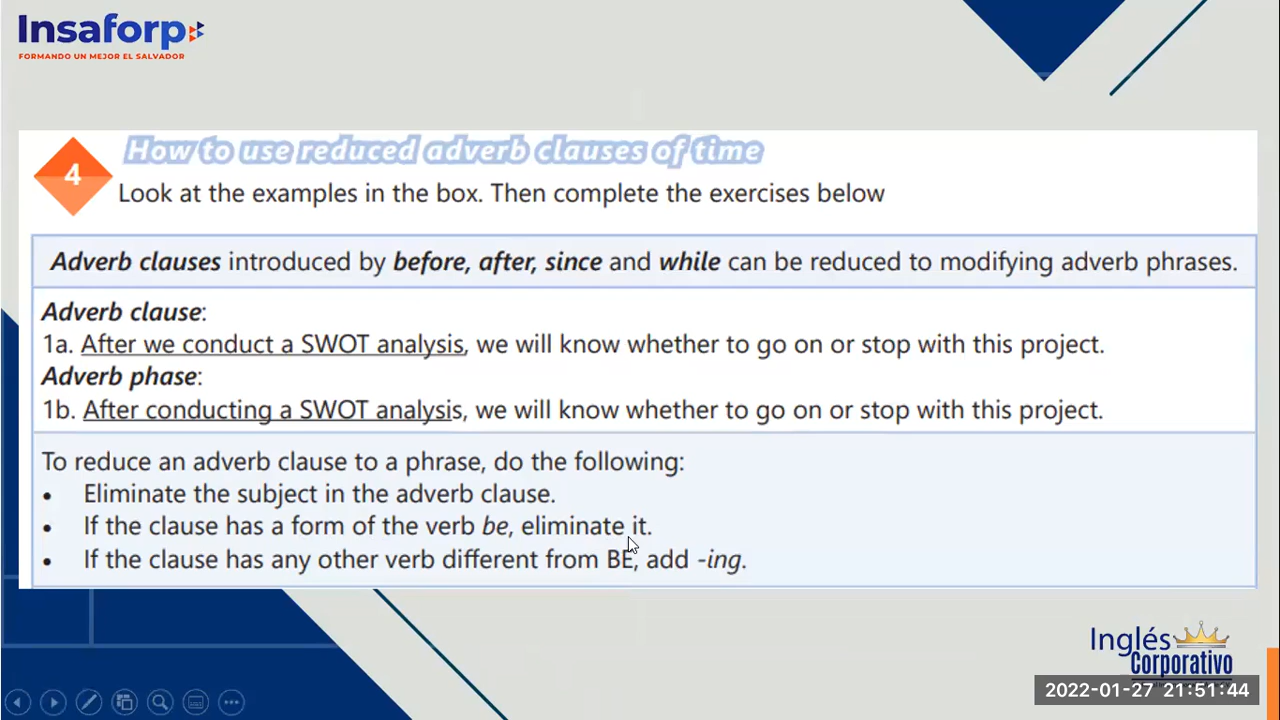 Insaforp
FORMANDO UN MEJOR EL SALVADOR
4
How to use reduced adverb clauses of time
Look at the examples in the box. Then complete the exercises below
Adverb clauses introduced by before, after, since and while can be reduced to modifying adverb phrases.
Adverb clause:
1a. After we conduct a SWOT analysis, we will know whether to go on or stop with this project.
Adverb phase:
1b. After conducting a SWOT analysis, we will know whether to go on or stop with this project.
To reduce an adverb clause to a phrase, do the following:
• Eliminate the subject in the adverb clause.
• If the clause has a form of the verb be, eliminate it.
• If the clause has any other verb different from BE, add -ing.
Inglés
Corporativo
2022-01-27 21:51:44